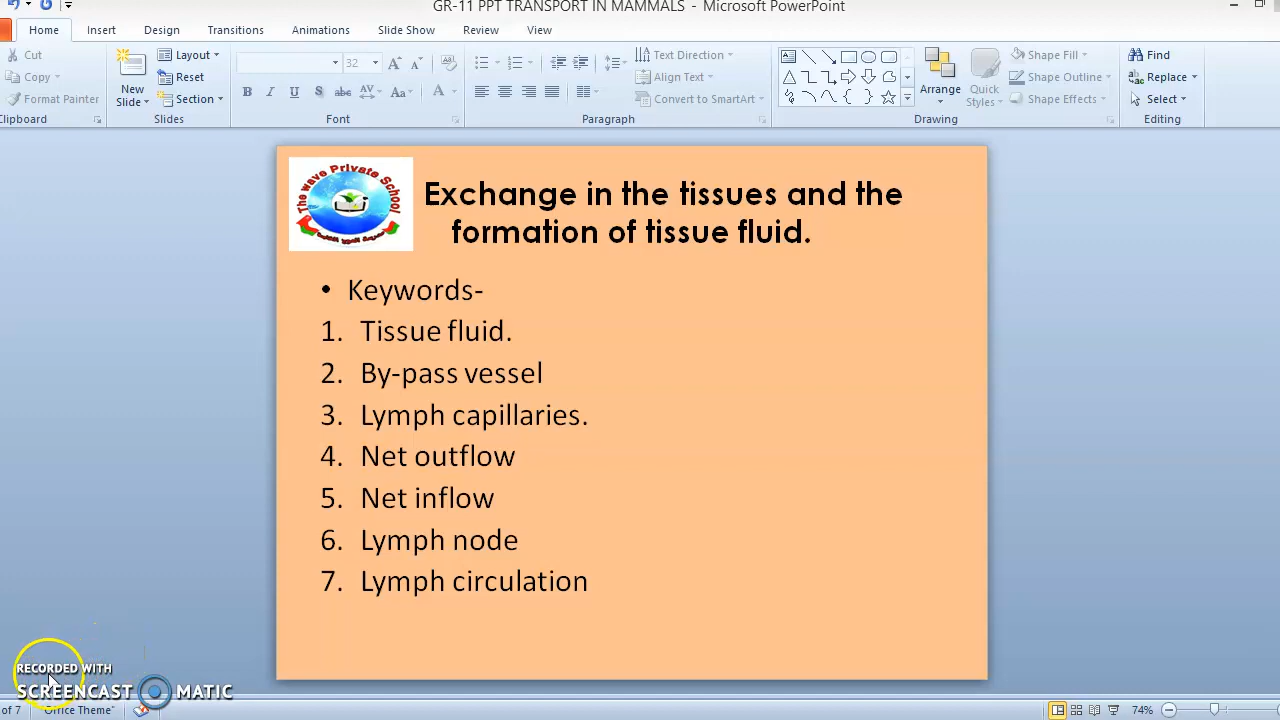 GR-11 PPT TRANSPORT IN MAMMALS - Microsoft PowerPoint
Home Insert Design Transitions Animations Slide Show Review View
Cut
Copy
Format Painter
Clipboard
New
Slide
Layout
Reset
Section
Slides
32
B I U S abc AV Aa A
Font
Text Direction
Align Text
Convert to SmartArt
Paragraph
Arrange
Quick
Styles
Shape Fill
Shape Outline
Shape Effects
Drawing
Find
Replace
Select
Editing
The wave Private School
Exchange in the tissues and the
formation of tissue fluid.
• Keywords-
1. Tissue fluid.
2. By-pass vessel
3. Lymph capillaries.
4. Net outflow
5. Net inflow
6. Lymph node
7. Lymph circulation
RECORDED WITH
SCREENCAST MATIC
of 7 "Office Theme" 74%